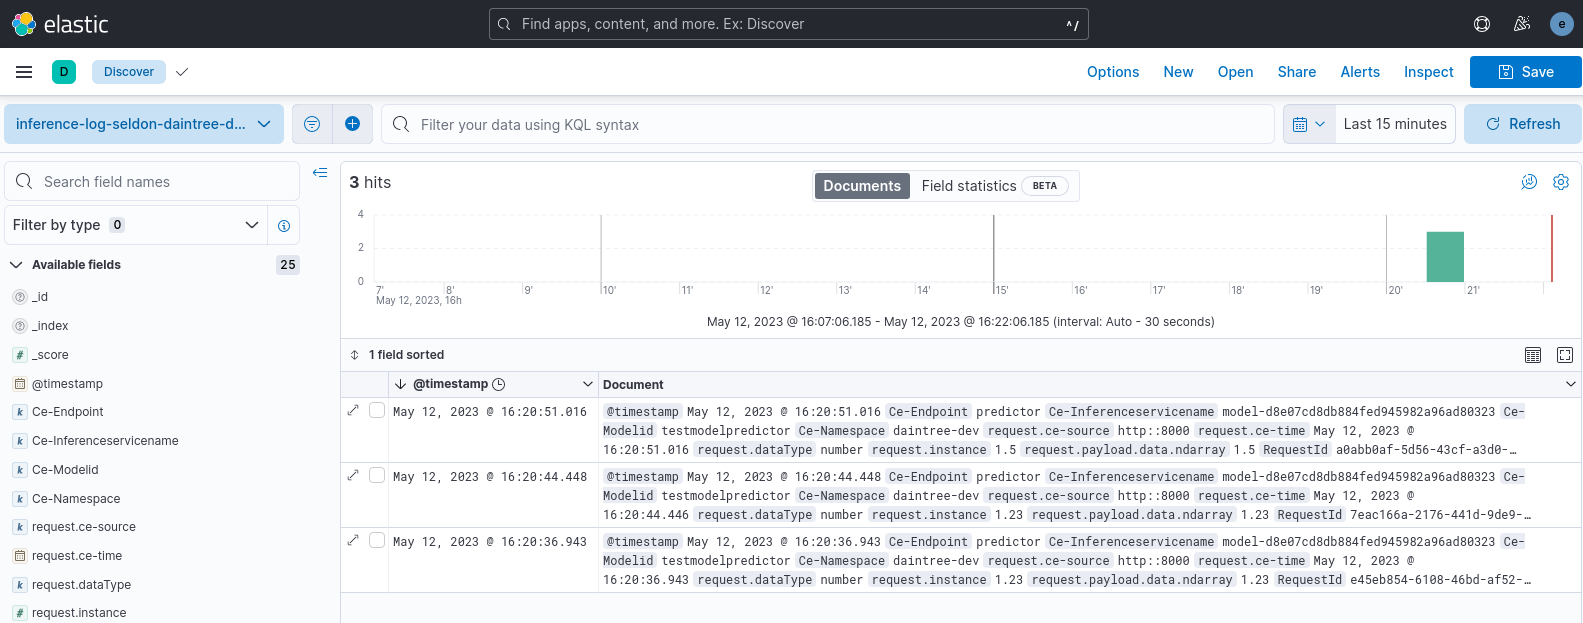 elastic
Find apps, content, and more. Ex: Discover
^/
e
D
Discover
Options
New
Open
Share
Alerts
Inspect
Save
inference-log-seldon-daintree-d...
Filter your data using KQL syntax
Last 15 minutes
Refresh
Search field names
Filter by type 0
Available fields
25
_id
_index
_score
@timestamp
Ce-Endpoint
Ce-Inferenceservicename
Ce-Modelid
Ce-Namespace
request.ce-source
request.ce-time
request.dataType
request.instance
3 hits
Documents
Field statistics
BETA
4
2
0
7' 8' 9' 10' 11' 12' 13' 14' 15' 16' 17' 18' 19' 20' 21'
May 12, 2023, 16h
May 12, 2023 @ 16:07:06.185 - May 12, 2023 @ 16:22:06.185 (interval: Auto - 30 seconds)
1 field sorted
@timestamp
Document
May 12, 2023 @ 16:20:51.016
@timestamp May 12, 2023 @ 16:20:51.016 Ce-Endpoint predictor Ce-Inferenceservicename model-d8e07cd8db884fed945982a96ad80323 Ce-
Modelid testmodelpredictor Ce-Namespace daintree-dev request.ce-source http::8000 request.ce-time May 12, 2023 @
16:20:51.016 request.dataType number request.instance 1.5 request.payload.data.ndarray 1.5 RequestId a0abb0af-5d56-43cf-a3d0-…
May 12, 2023 @ 16:20:44.448
@timestamp May 12, 2023 @ 16:20:44.448 Ce-Endpoint predictor Ce-Inferenceservicename model-d8e07cd8db884fed945982a96ad80323 Ce-
Modelid testmodelpredictor Ce-Namespace daintree-dev request.ce-source http::8000 request.ce-time May 12, 2023 @
16:20:44.446 request.dataType number request.instance 1.23 request.payload.data.ndarray 1.23 RequestId 7eac166a-2176-441d-9de9-…
May 12, 2023 @ 16:20:36.943
@timestamp May 12, 2023 @ 16:20:36.943 Ce-Endpoint predictor Ce-Inferenceservicename model-d8e07cd8db884fed945982a96ad80323 Ce-
Modelid testmodelpredictor Ce-Namespace daintree-dev request.ce-source http::8000 request.ce-time May 12, 2023 @
16:20:36.943 request.dataType number request.instance 1.23 request.payload.data.ndarray 1.23 RequestId e45eb854-6108-46bd-af52-…